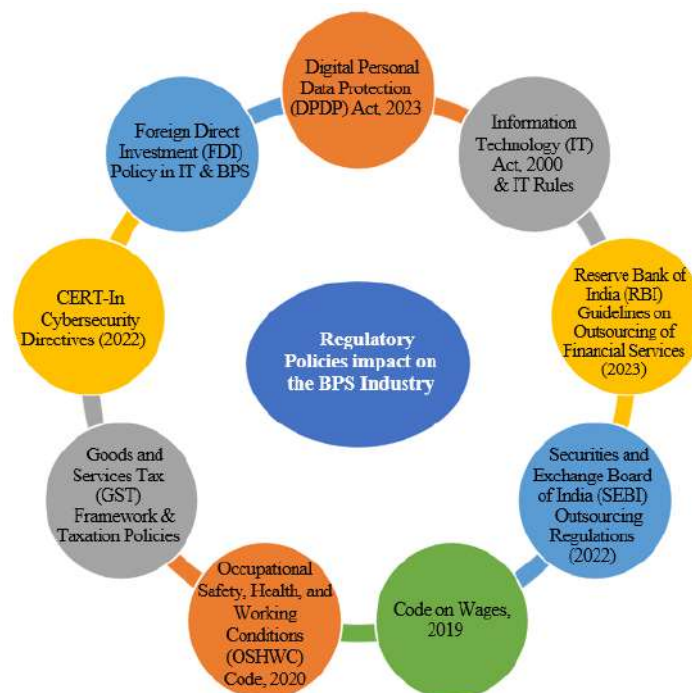 Digital Personal
Data Protection
(DPDP) Act, 2023
Information
Technology (IT)
Act, 2000
& IT Rules
Reserve Bank of
India (RBI)
Guidelines on
Outsourcing of
Financial Services
(2023)
Securities and
Exchange Board
of India (SEBI)
Outsourcing
Regulations
(2022)
Code on Wages,
2019
Occupational
Safety, Health, and
Working
Conditions
(OSHWC)
Code, 2020
Goods and
Services Tax
(GST)
Framework &
Taxation Policies
CERT-In
Cybersecurity
Directives (2022)
Foreign Direct
Investment (FDI)
Policy in IT & BPS
Regulatory
Policies impact on
the BPS Industry